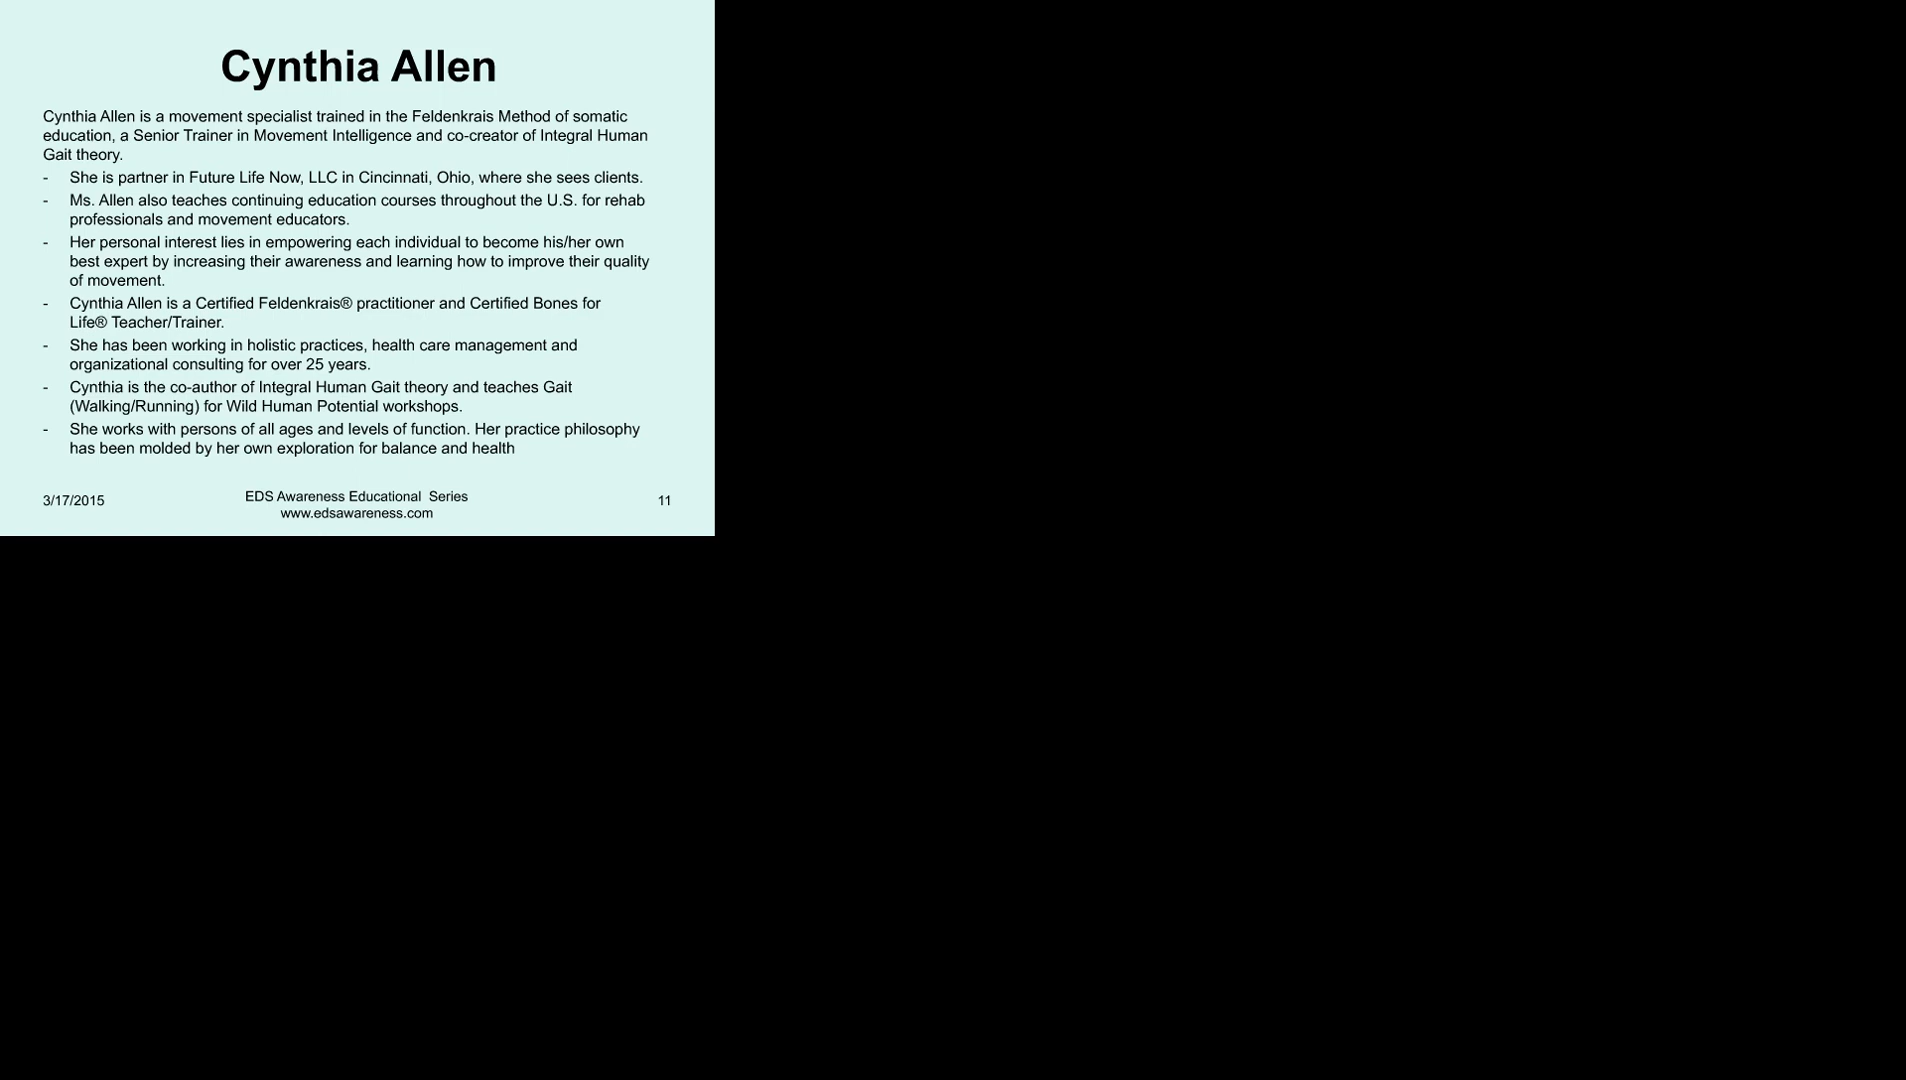 Cynthia Allen
Cynthia Allen is a movement specialist trained in the Feldenkrais Method of somatic
education, a Senior Trainer in Movement Intelligence and co-creator of Integral Human
Gait theory.
- She is partner in Future Life Now, LLC in Cincinnati, Ohio, where she sees clients.
- Ms. Allen also teaches continuing education courses throughout the U.S. for rehab
professionals and movement educators.
- Her personal interest lies in empowering each individual to become his/her own
best expert by increasing their awareness and learning how to improve their quality
of movement.
- Cynthia Allen is a Certified Feldenkrais® practitioner and Certified Bones for
Life® Teacher/Trainer.
- She has been working in holistic practices, health care management and
organizational consulting for over 25 years.
- Cynthia is the co-author of Integral Human Gait theory and teaches Gait
(Walking/Running) for Wild Human Potential workshops.
- She works with persons of all ages and levels of function. Her practice philosophy
has been molded by her own exploration for balance and health
3/17/2015
EDS Awareness Educational  Series
www.edsawareness.com
11